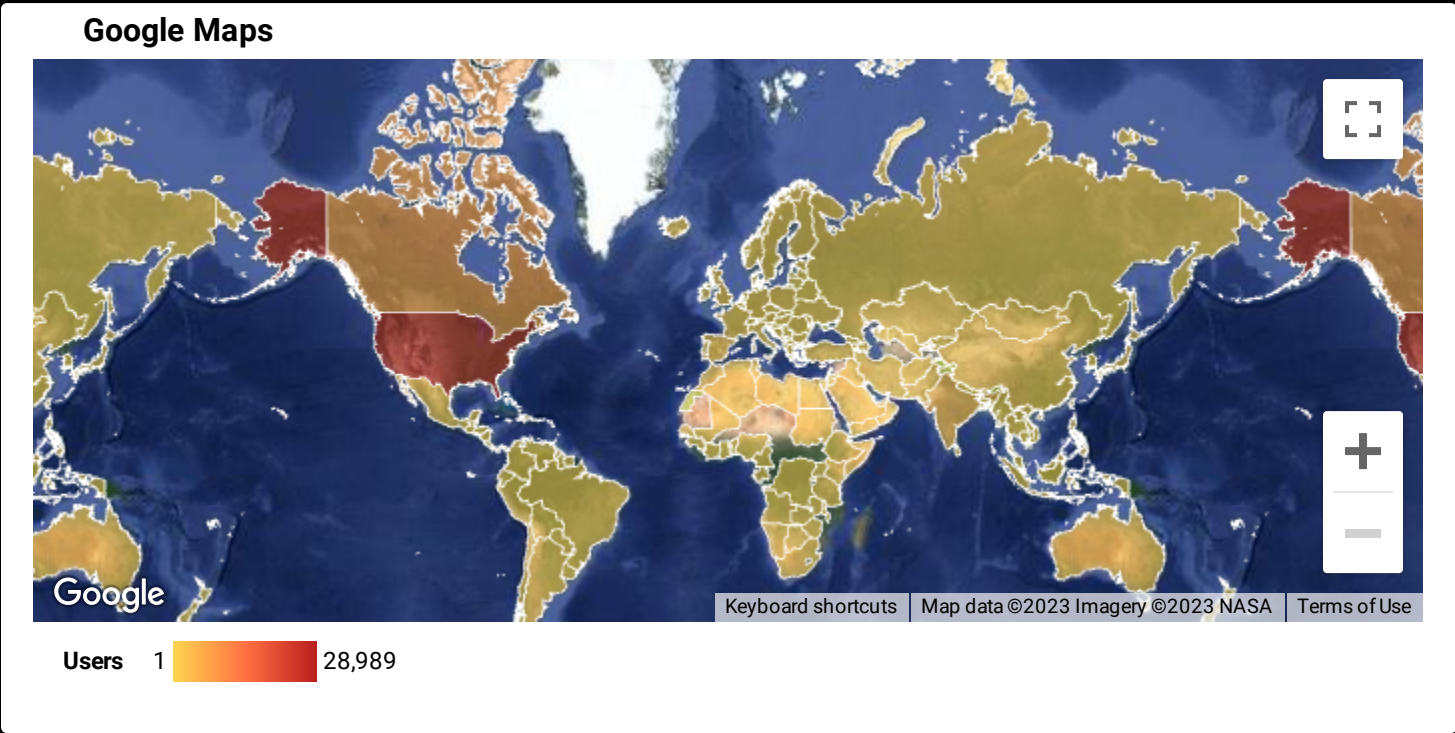 Google Maps
Google
Keyboard shortcuts
Map data ©2023 Imagery ©2023 NASA
Terms of Use
Users 1 28,989